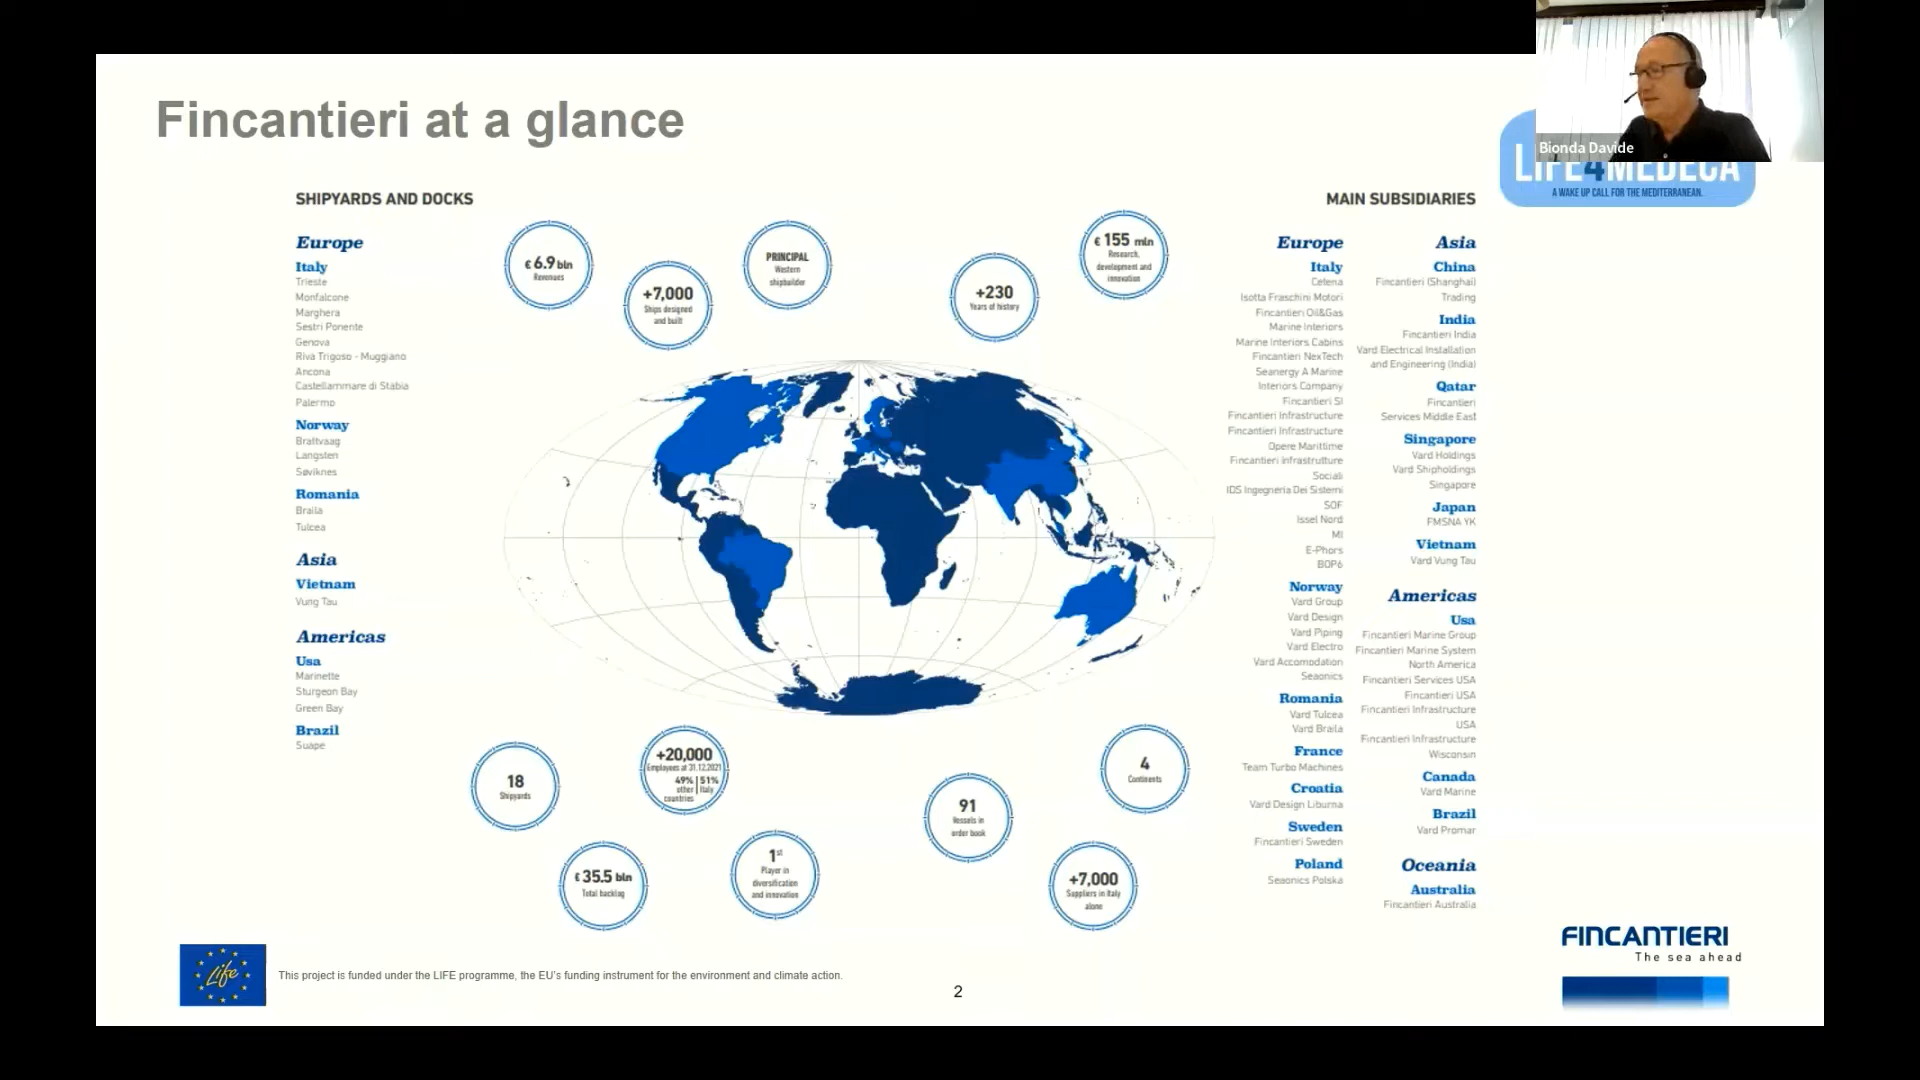 Fincantieri at a glance
Bionda Davide
LIFE4MEDECA
A WAKE UP CALL FOR THE MEDITERRANEAN.
SHIPYARDS AND DOCKS
Europe
Italy
Trieste
Monfalcone
Marghera
Sestri Ponente
Genova
Riva Trigoso - Muggiano
Ancona
Castellammare di Stabia
Palermo
Norway
Brattvaag
Langsten
Søviknes
Romania
Braila
Tulcea
Asia
Vietnam
Vung Tau
Americas
Usa
Marinette
Sturgeon Bay
Green Bay
Brazil
Suape
€ 6.9 bln
Revenues
+7,000
Ships designed
and built
PRINCIPAL
Western
shipbuilder
+230
Years of history
€ 155 mln
Research,
development and
innovation
18
Shipyards
+20,000
Employees at 31.12.2021
49% | 51%
other | Italy
countries
€ 35.5 bln
Total backlog
1st
Player in
diversification
and innovation
91
Vessels in
order book
4
Continents
+7,000
Suppliers in Italy
alone
MAIN SUBSIDIARIES
Europe
Italy
Cetena
Isotta Fraschini Motori
Fincantieri Oil&Gas
Marine Interiors
Marine Interiors Cabins
Fincantieri NexTech
Seanergy A Marine
Interiors Company
Fincantieri SI
Fincantieri Infrastructure
Fincantieri Infrastructure
Opere Marittime
Fincantieri Infrastrutture
Sociali
IDS Ingegneria Dei Sistemi
SOF
Issel Nord
MI
E-Phors
BOP6
Norway
Vard Group
Vard Design
Vard Piping
Vard Electro
Vard Accomodation
Seaonics
Romania
Vard Tulcea
Vard Braila
France
Team Turbo Machines
Croatia
Vard Design Liburna
Sweden
Fincantieri Sweden
Poland
Seaonics Polska
Asia
China
Fincantieri (Shanghai)
Trading
India
Fincantieri India
Vard Electrical Installation
and Engineering (India)
Qatar
Fincantieri
Services Middle East
Singapore
Vard Holdings
Vard Shipholdings
Singapore
Japan
FMSNA YK
Vietnam
Vard Vung Tau
Americas
Usa
Fincantieri Marine Group
Fincantieri Marine System
North America
Fincantieri Services USA
Fincantieri USA
Fincantieri Infrastructure
USA
Fincantieri Infrastructure
Wisconsin
Canada
Vard Marine
Brazil
Vard Promar
Oceania
Australia
Fincantieri Australia
Life
This project is funded under the LIFE programme, the EU's funding instrument for the environment and climate action.
2
FINCANTIERI
The sea ahead